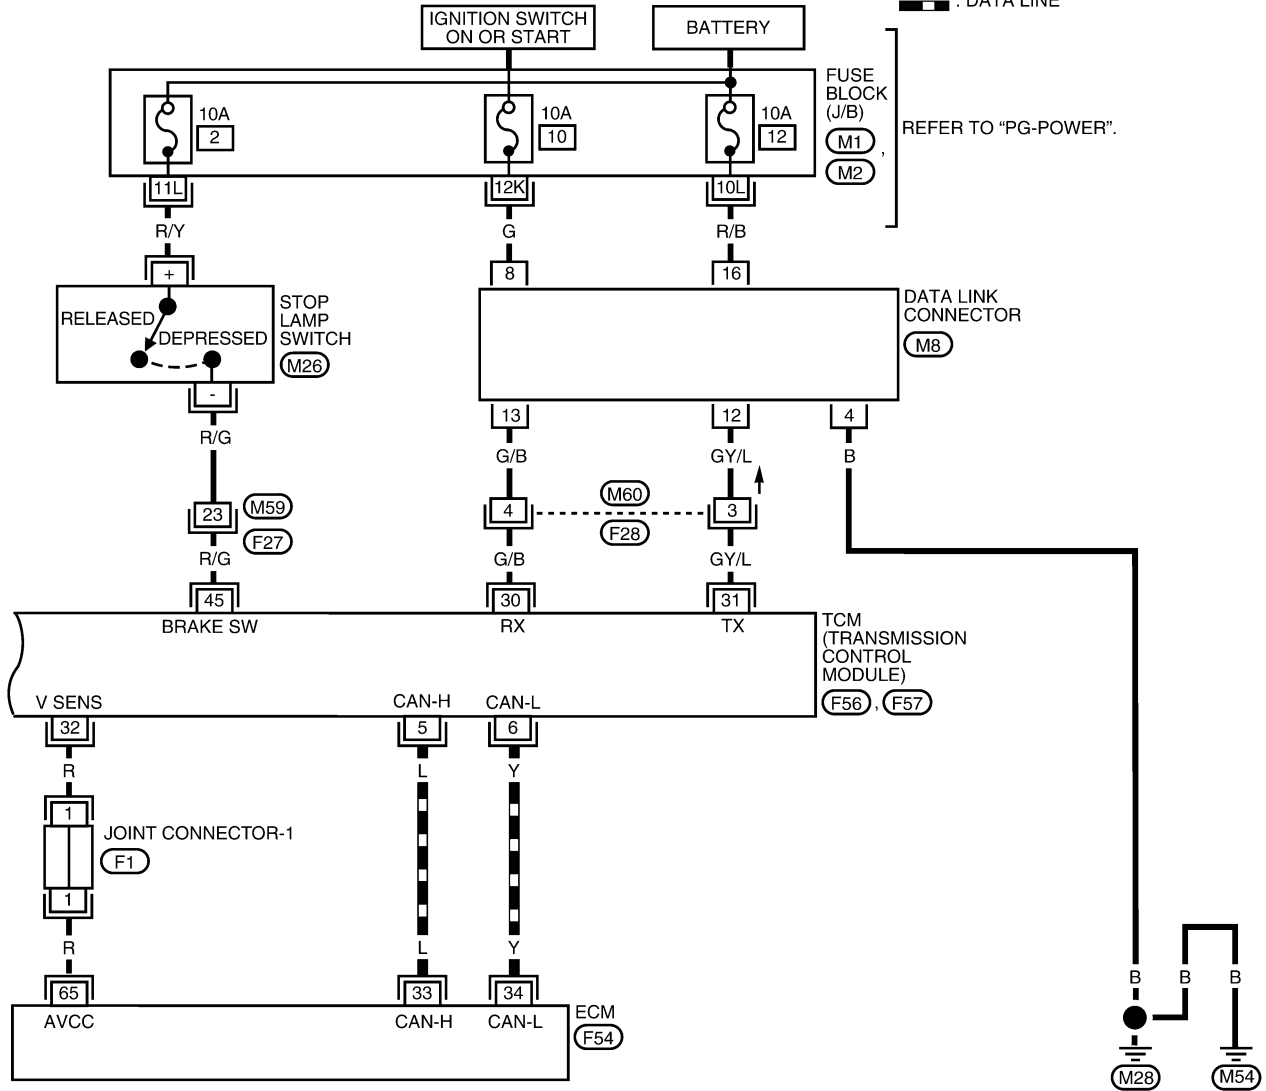 : DATA LINE
IGNITION SWITCH
ON OR START
BATTERY
10A
2
10A
10
10A
12
FUSE
BLOCK
(J/B)
M1 ,
M2
REFER TO “PG-POWER”.
11L
12K
10L
R/Y
G
R/B
+
8
16
RELEASED
DEPRESSED
STOP
LAMP
SWITCH
M26
DATA LINK
CONNECTOR
M8
-
13
12
4
R/G
G/B
GY/L
B
23
M59
F27
4
M60
F28
3
R/G
G/B
GY/L
45
30
31
BRAKE SW
RX
TX
TCM
(TRANSMISSION
CONTROL
MODULE)
F56 , F57
V SENS
CAN-H
CAN-L
32
5
6
R
L
Y
1
JOINT CONNECTOR-1
F1
1
R
L
Y
65
33
34
AVCC
CAN-H
CAN-L
ECM
F54
B
B
B
M28
M54